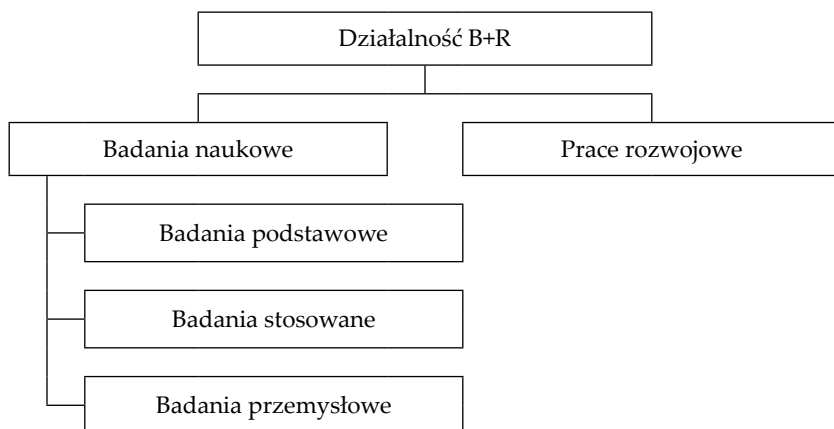 Działalność B+R
Badania naukowe
Prace rozwojowe
Badania podstawowe
Badania stosowane
Badania przemysłowe